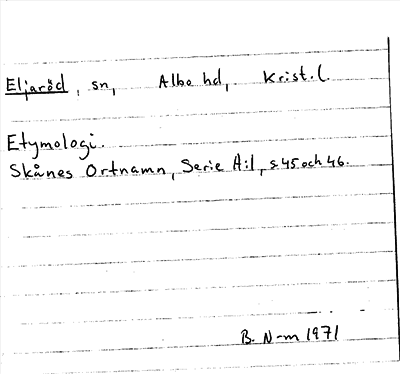 Eljaröd, sn, Albo hd, Krist. l.
Etymologi.
Skånes Ortnamn, Serie A:1, s 45 och 46.
B. N-m 1971